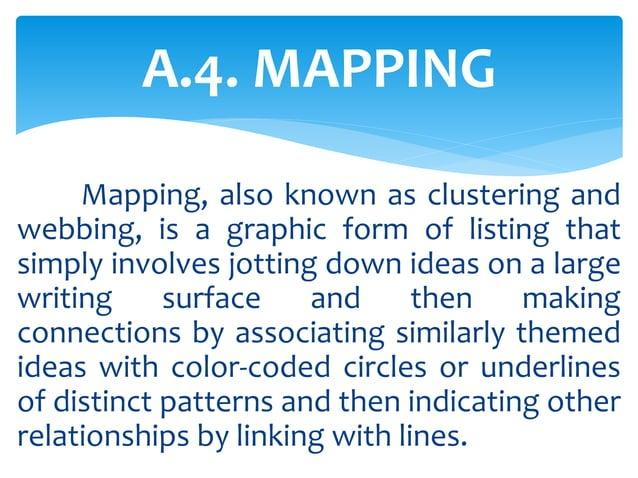 A.4. MAPPING
Mapping, also known as clustering and
webbing, is a graphic form of listing that
simply involves jotting down ideas on a large
writing surface and then making
connections by associating similarly themed
ideas with color-coded circles or underlines
of distinct patterns and then indicating other
relationships by linking with lines.